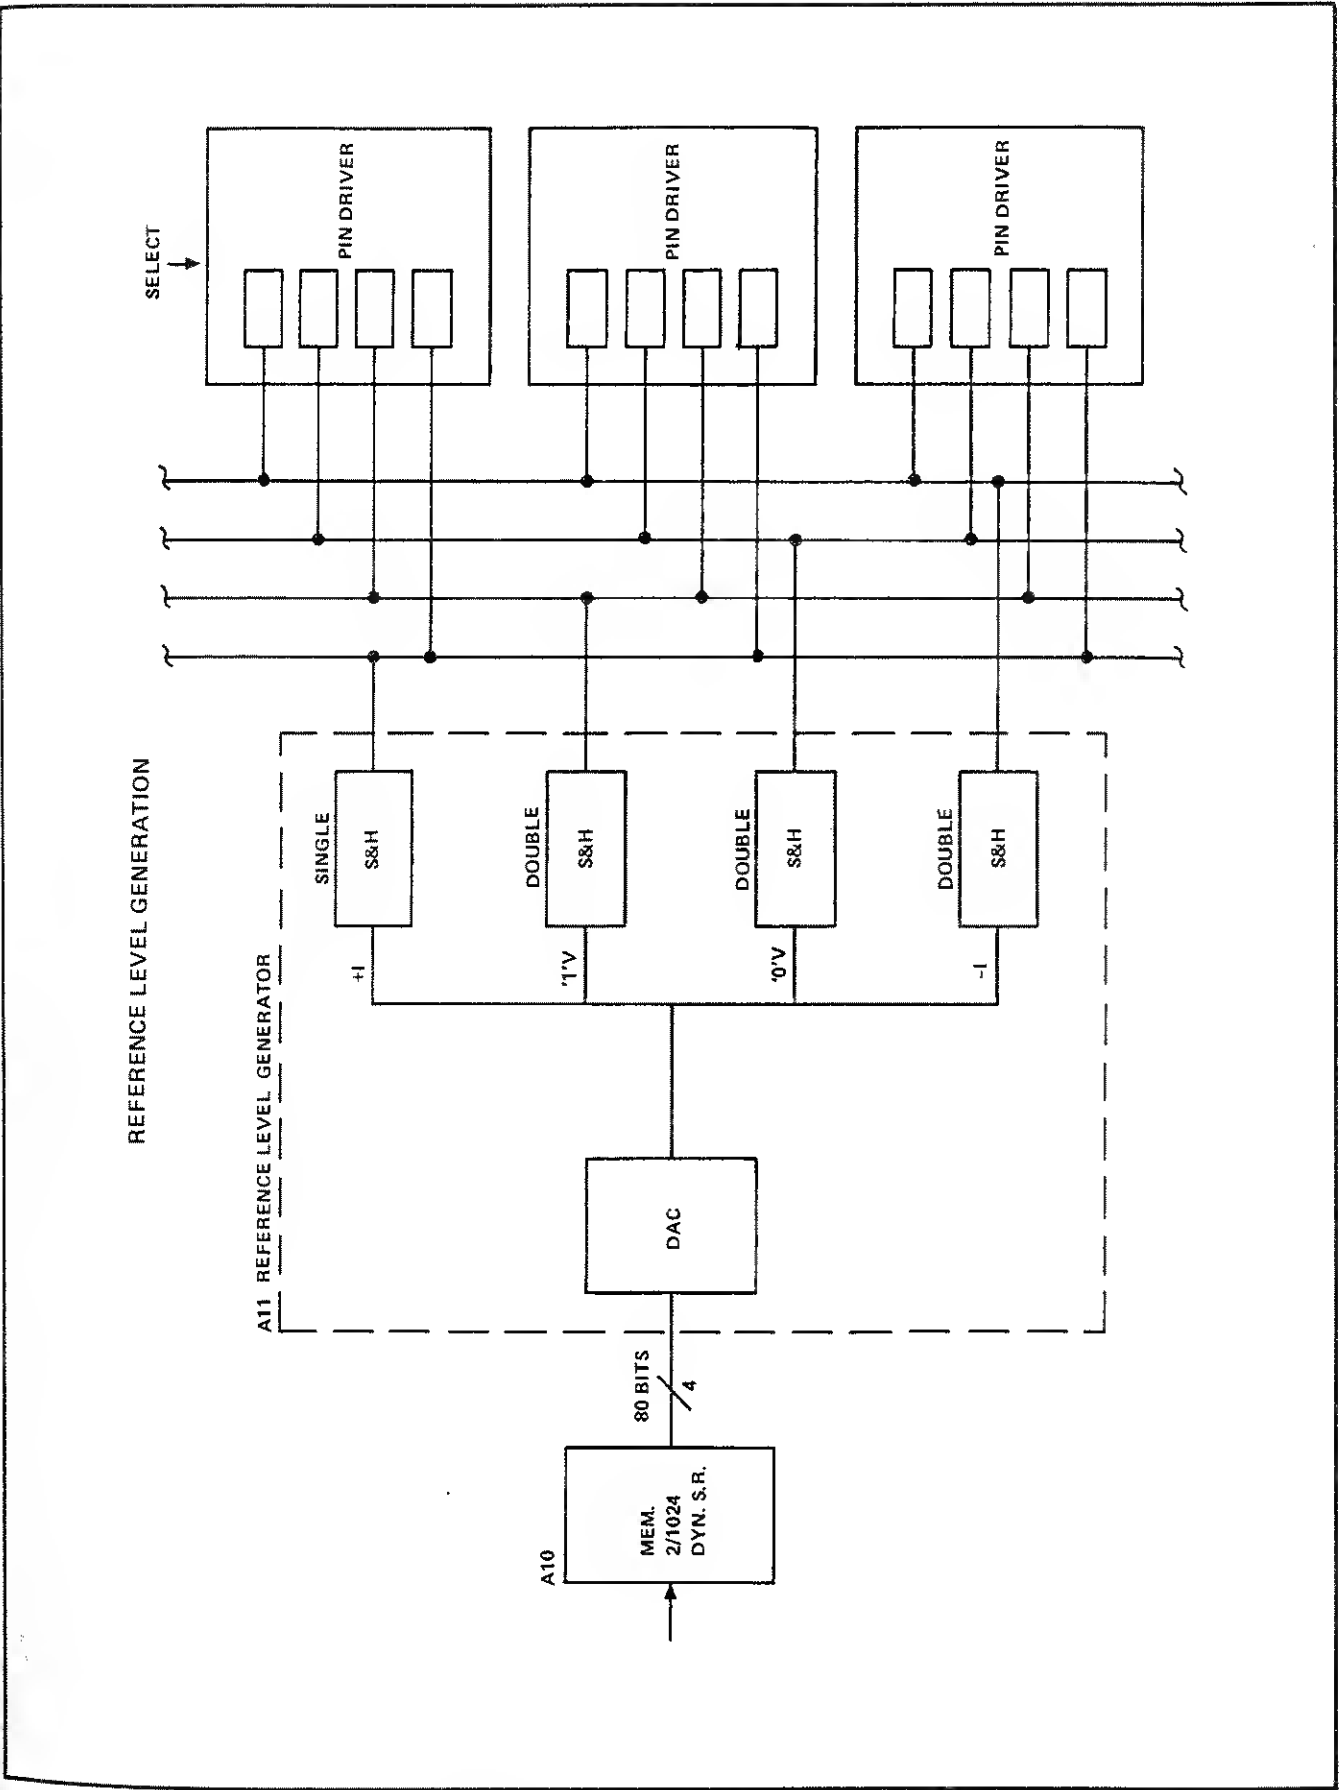 REFERENCE LEVEL GENERATION
A11 REFERENCE LEVEL GENERATOR
SELECT
A10
MEM.
2/1024
DYN. S.R.
80 BITS
4
DAC
+I
SINGLE
S&H
'1'V
DOUBLE
S&H
'0'V
DOUBLE
S&H
-I
DOUBLE
S&H
PIN DRIVER
PIN DRIVER
PIN DRIVER